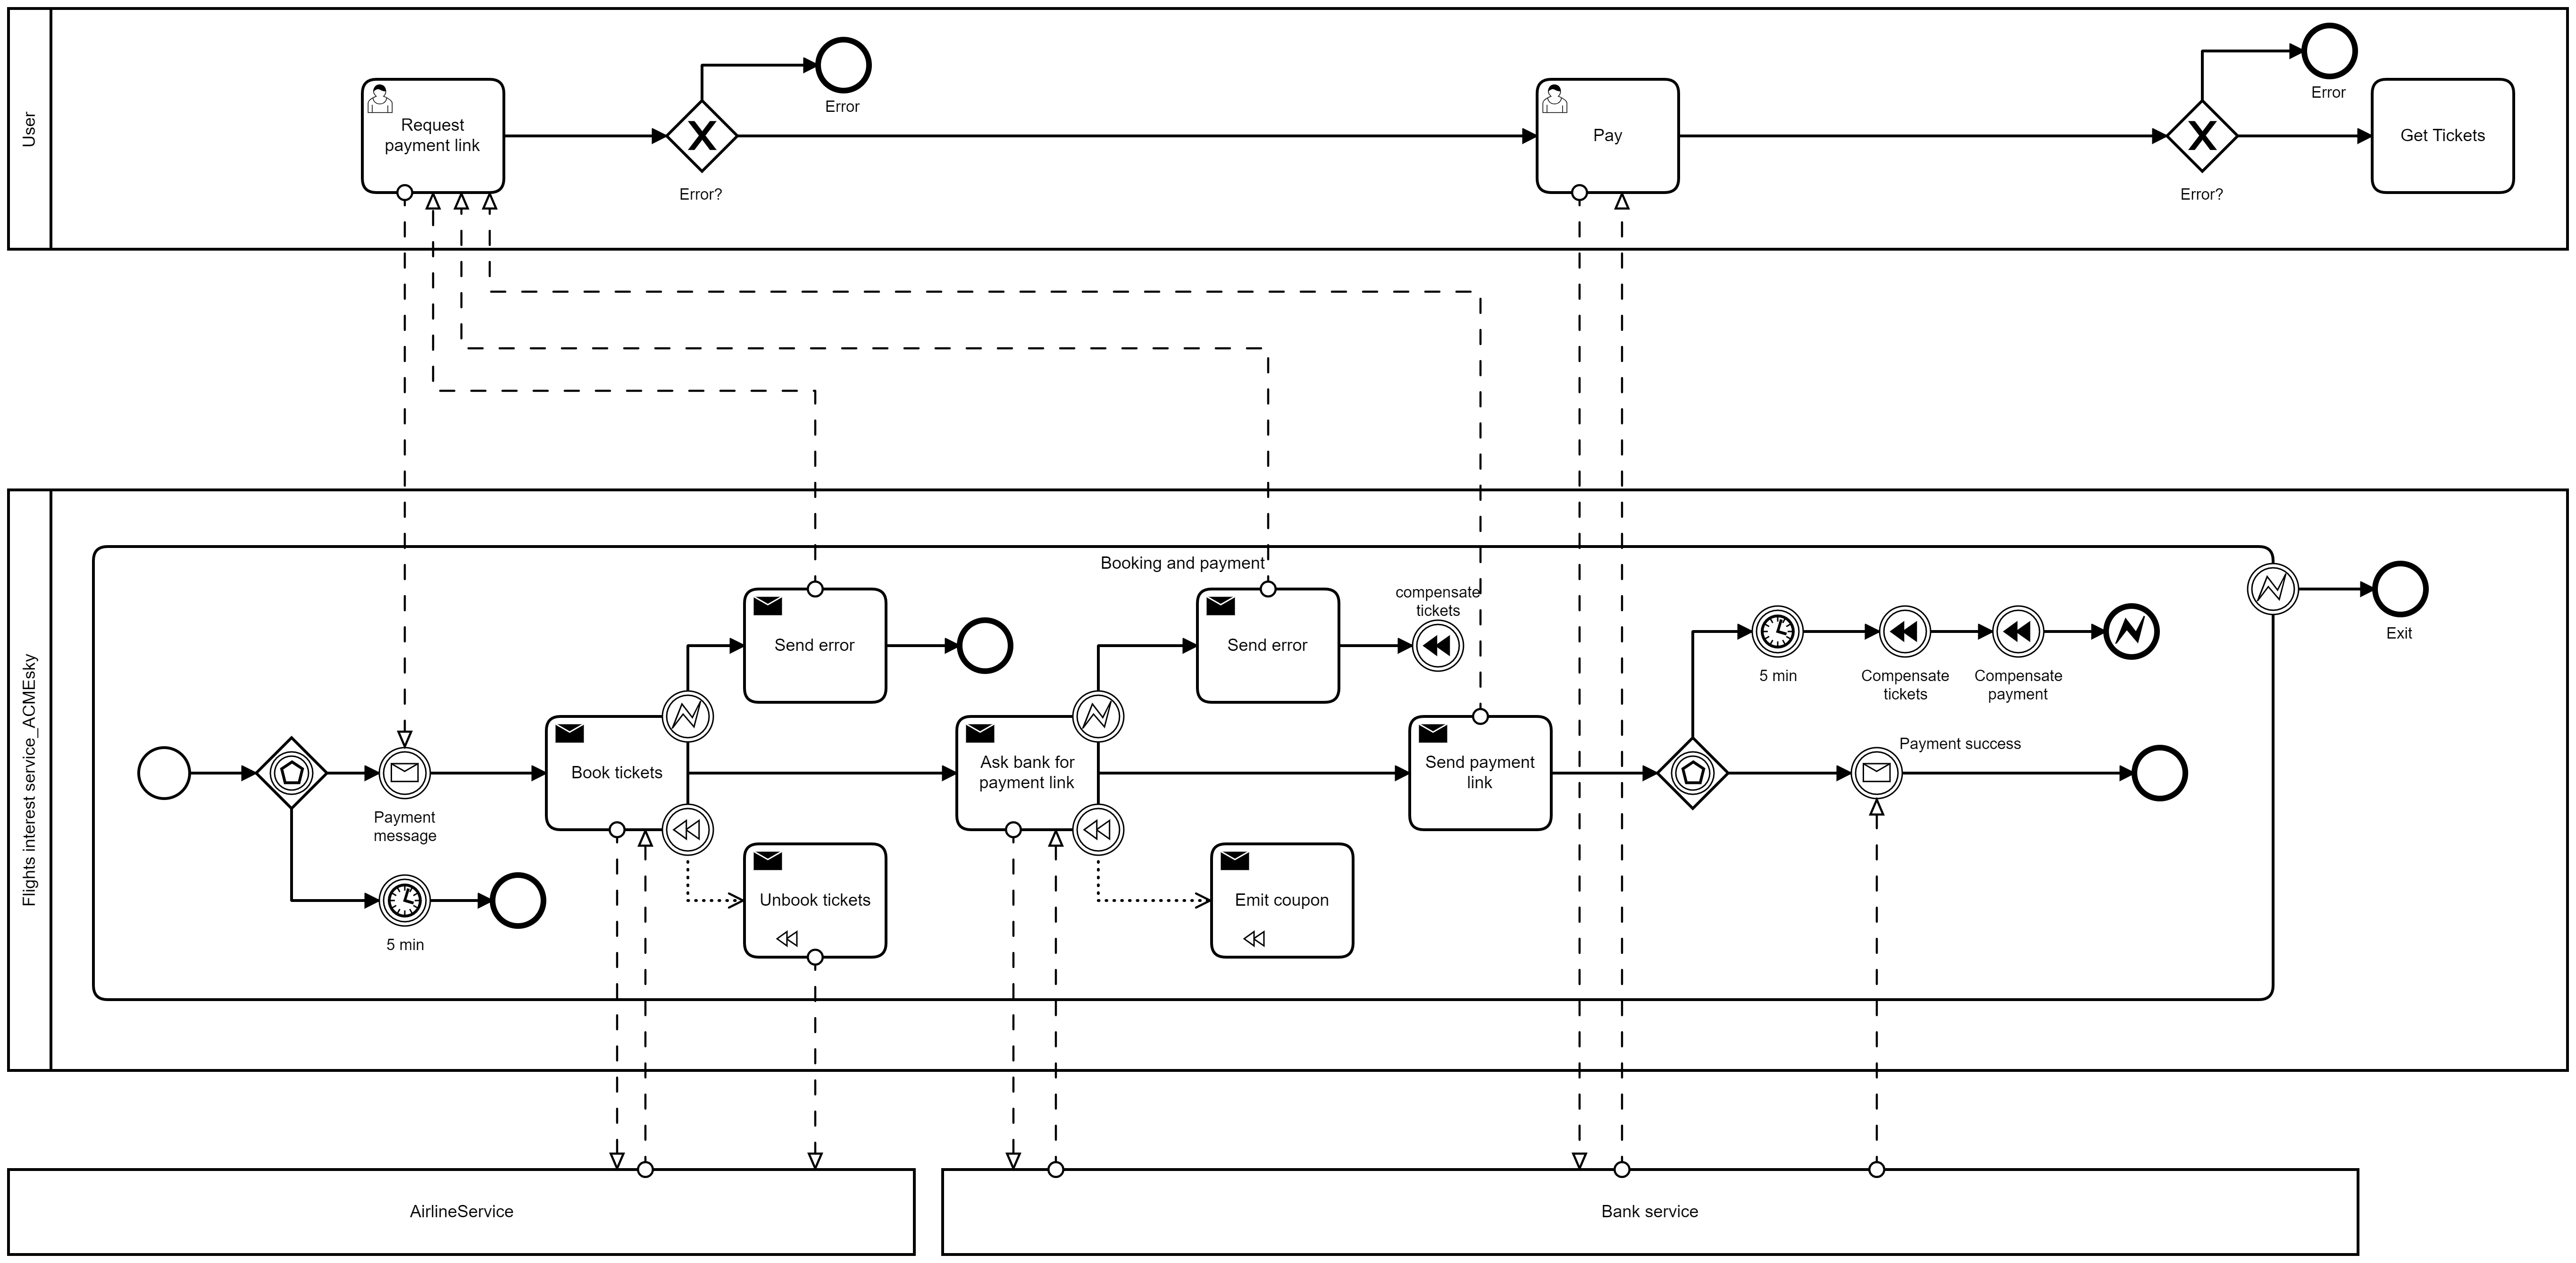 User
Request
payment link
Error?
Error
Pay
Error?
Error
Get Tickets
Flights interest service_ACMEsky
Booking and payment
Payment
message
5 min
Book tickets
Send error
Unbook tickets
Ask bank for
payment link
Send error
compensate
tickets
Emit coupon
Send payment
link
5 min
Compensate
tickets
Compensate
payment
Payment success
Exit
AirlineService
Bank service